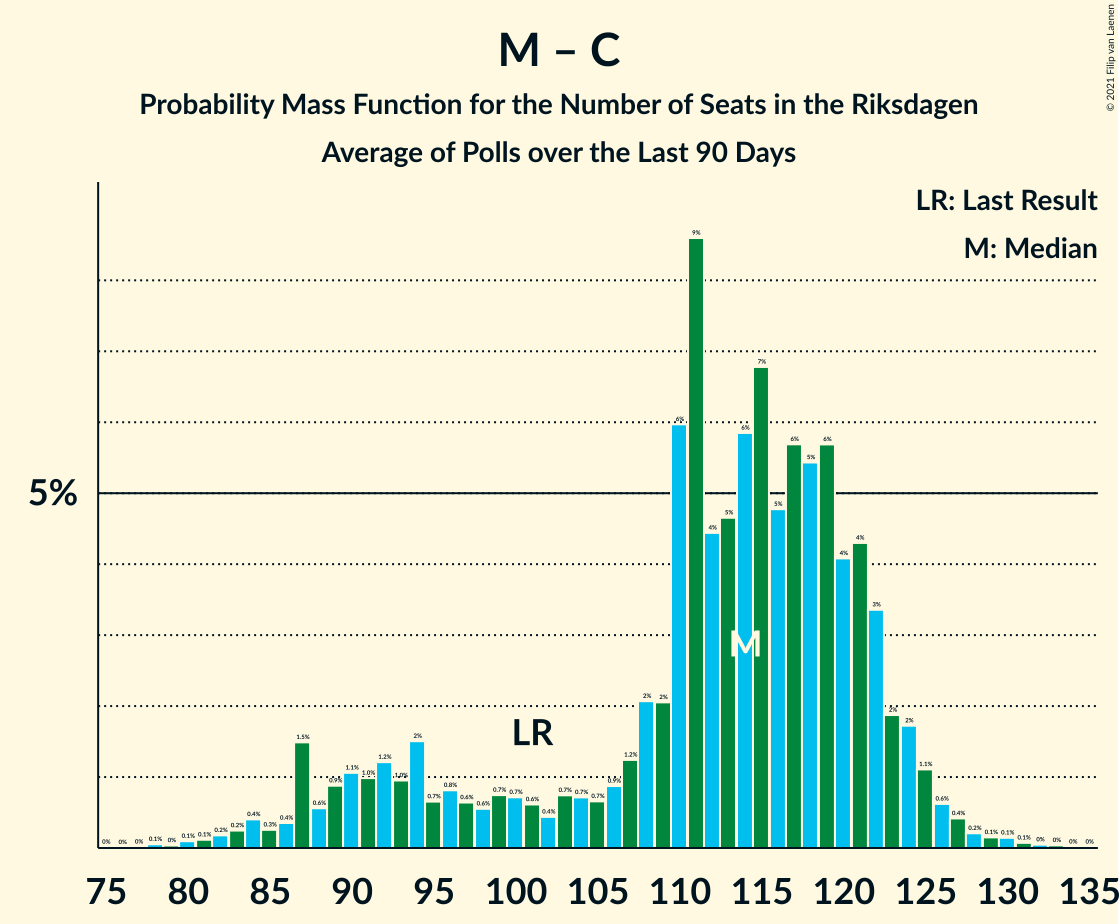 M – C
Probability Mass Function for the Number of Seats in the Riksdagen
Average of Polls over the Last 90 Days
© 2021 Filip van Laenen
LR: Last Result
M: Median
5%
0% 0% 0% 0.1% 0% 0.1% 0.1% 0.2% 0.2% 0.4% 0.3% 0.4% 1.5% 0.6% 0.9% 1.1% 1.0% 1.2% 1.0% 2% 0.7% 0.8% 0.6% 0.6% 0.7% 0.7% 0.6% 0.4% 0.7% 0.7% 0.7% 0.9% 1.2% 2% 2% 6% 9% 4% 5% 6% 7% 5% 6% 5% 6% 4% 4% 3% 2% 2% 1.1% 0.6% 0.4% 0.2% 0.1% 0.1% 0.1% 0% 0% 0% 0%
M
LR
75 80 85 90 95 100 105 110 115 120 125 130 135